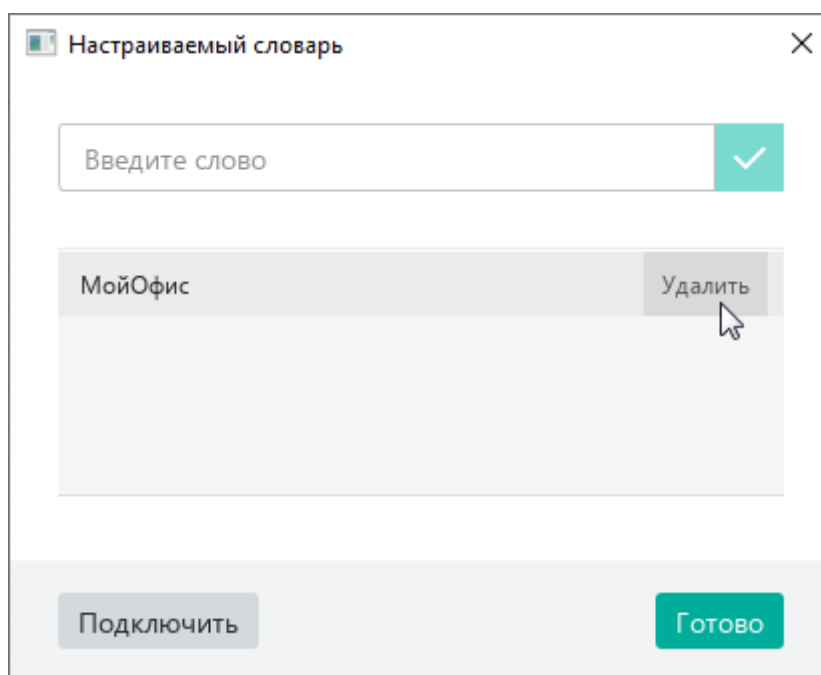 Настраиваемый словарь
Введите слово
МойОфис Удалить
Подключить Готово